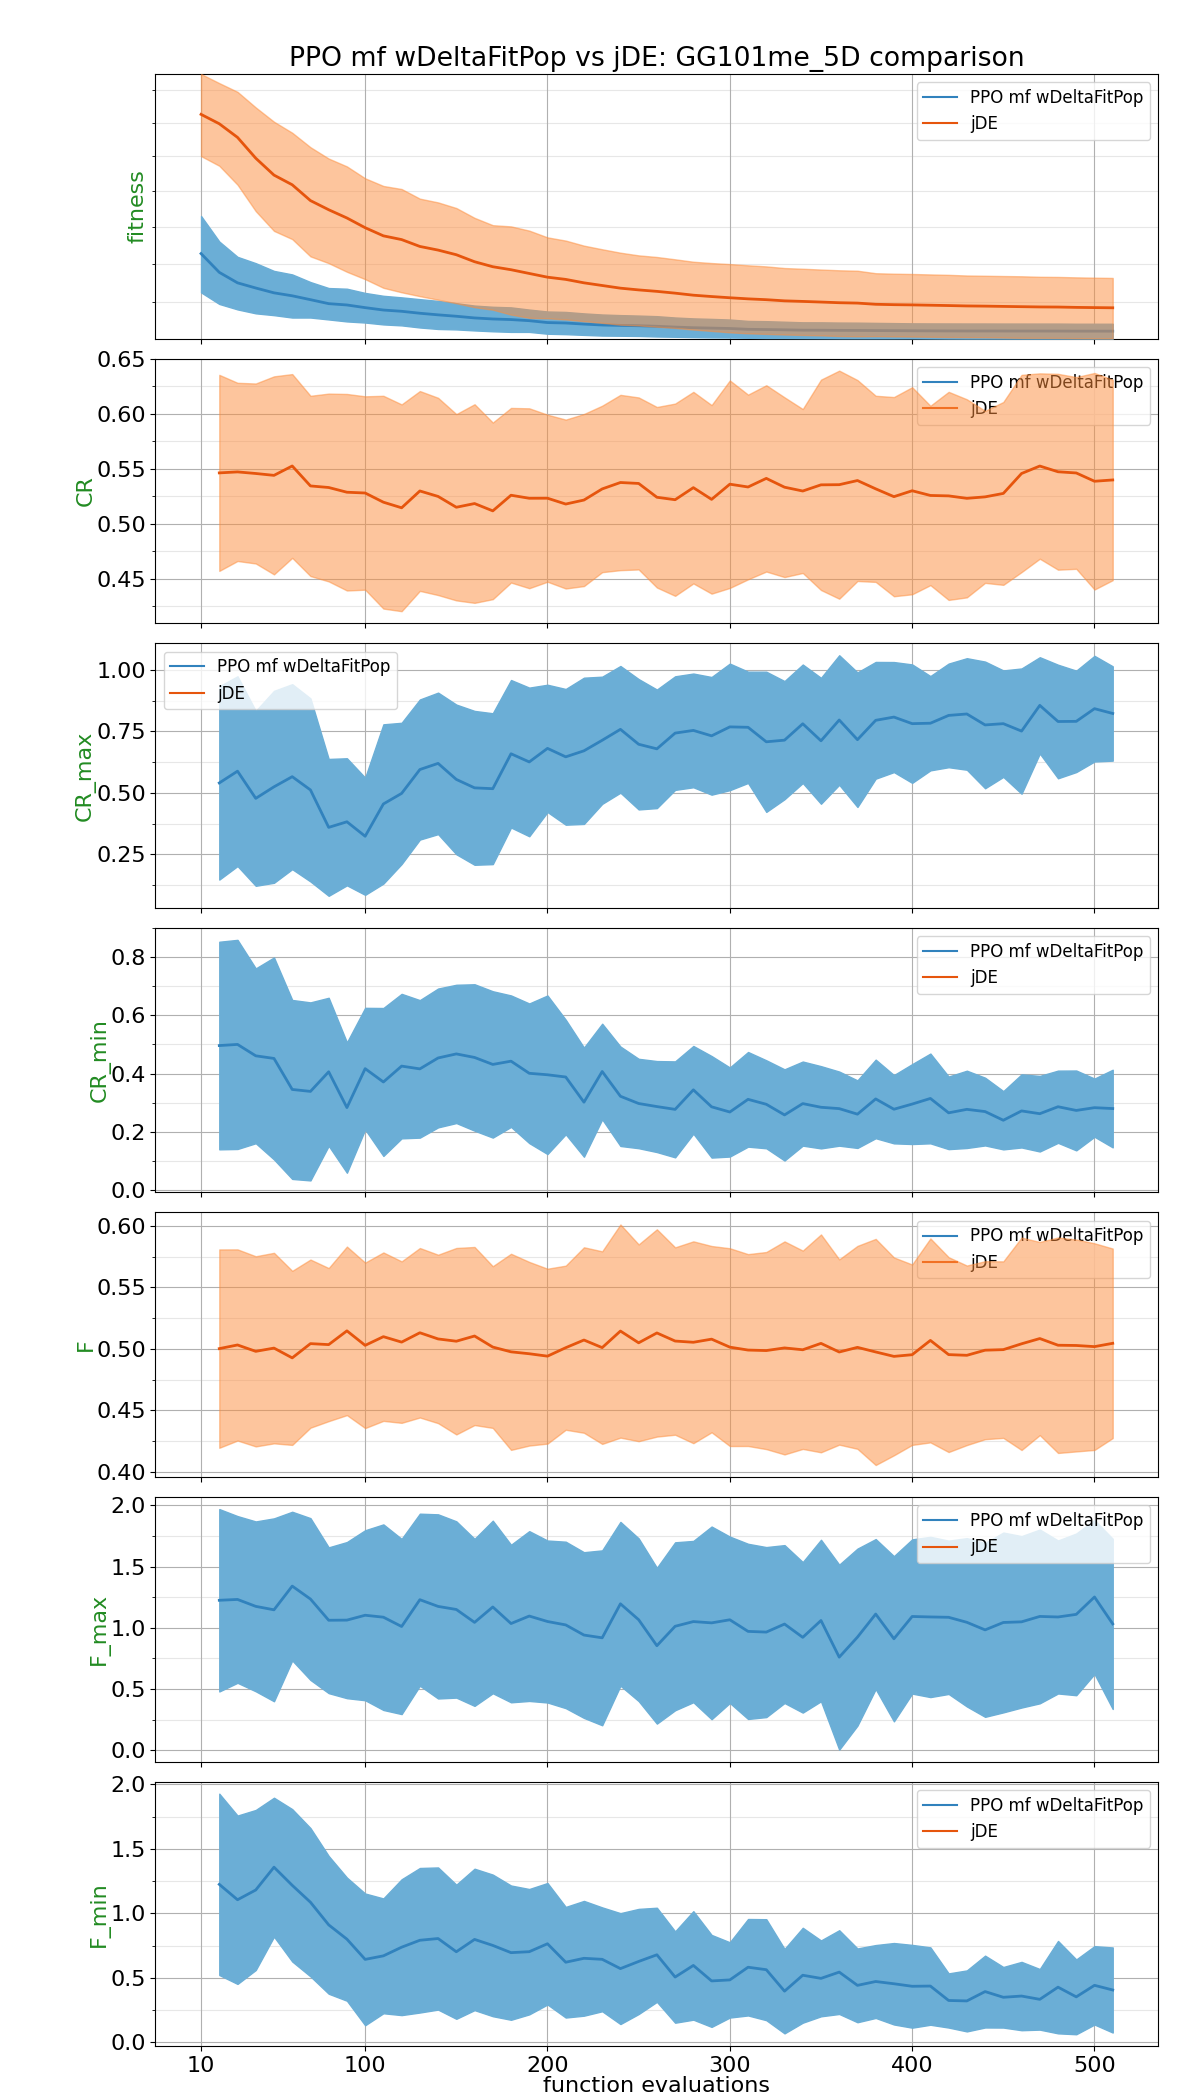 PPO mf wDeltaFitPop vs jDE: GG101me_5D comparison
fitness
PPO mf wDeltaFitPop
jDE
CR
0.65
0.60
0.55
0.50
0.45
PPO mf wDeltaFitPop
jDE
CR_max
1.00
0.75
0.50
0.25
PPO mf wDeltaFitPop
jDE
CR_min
0.8
0.6
0.4
0.2
0.0
PPO mf wDeltaFitPop
jDE
F
0.60
0.55
0.50
0.45
0.40
PPO mf wDeltaFitPop
jDE
F_max
2.0
1.5
1.0
0.5
0.0
PPO mf wDeltaFitPop
jDE
F_min
2.0
1.5
1.0
0.5
0.0
PPO mf wDeltaFitPop
jDE
10 100 200 300 400 500
function evaluations